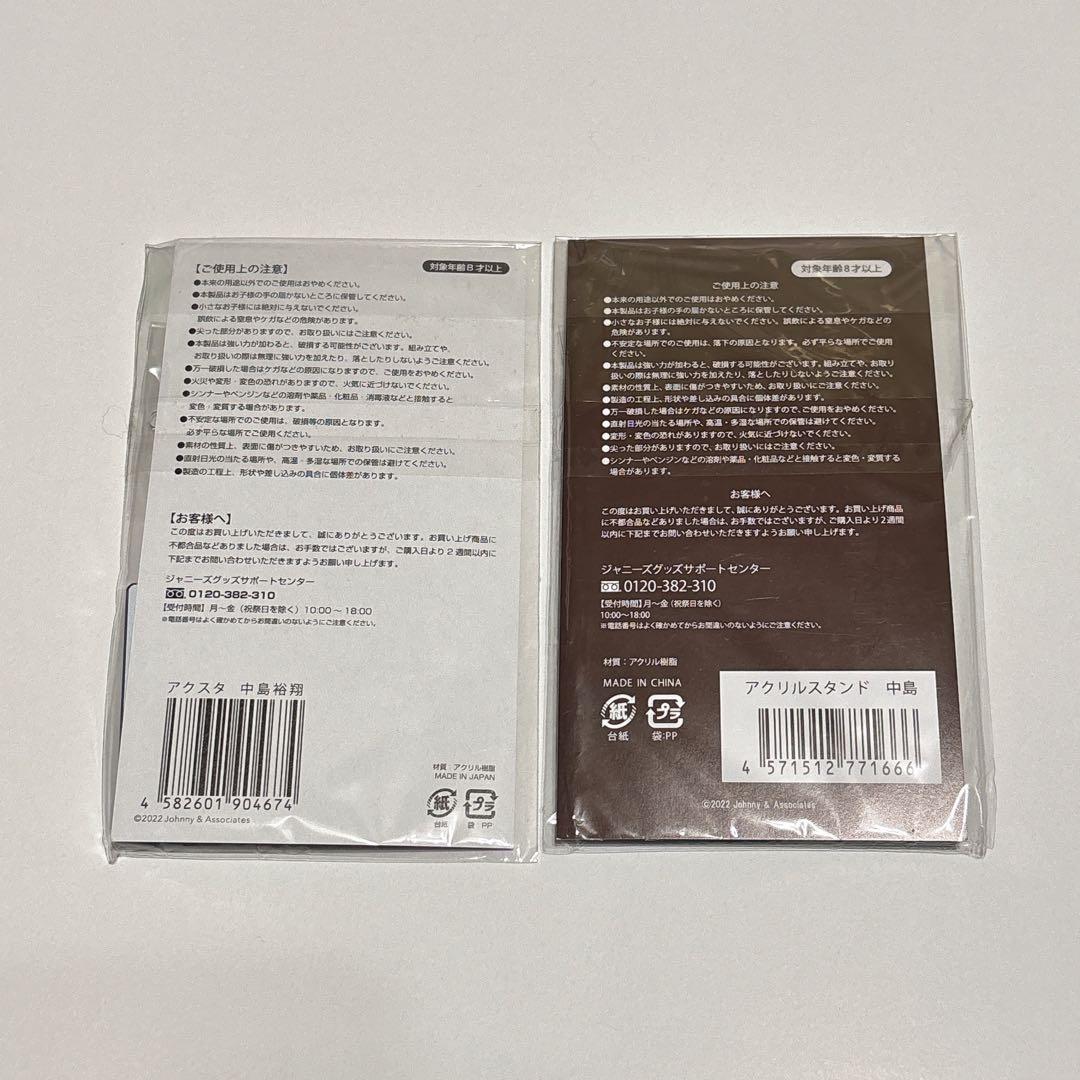 【ご使用上の注意】
対象年齢8才以上
●本来の用途以外でのご使用はおやめください。
●本製品はお子様の手の届かないところに保管してください。
●小さなお子様には絶対に与えないでください。
誤飲による窒息やケガなどの危険があります。
●尖った部分がありますので、お取り扱いにはご注意ください。
●本製品は強い力が加わると、破損する可能性がございます。組み立てや、
お取り扱いの際は無理に強い力を加えたり、落としたりしないようご注意ください。
●万一破損した場合はケガなどの原因になりますので、ご使用をおやめください。
●火災や変形・変色の恐れがありますので、火気に近づけないでください。
●シンナーやベンジンなどの溶剤や薬品・化粧品・消毒液などと接触すると
変色・変質する場合があります。
●不安定な場所でのご使用は、破損等の原因となります。
必ず平らな場所でご使用ください。
●素材の性質上、表面に傷がつきやすいため、お取り扱いにご注意ください。
●直射日光の当たる場所や、高温・多湿な場所での保管は避けてください。
●製造の工程上、形状や差し込みの具合に個体差があります。
【お客様へ】
この度はお買い上げいただきまして、誠にありがとうございます。お買い上げ商品に
不都合品などありました場合は、お手数ではございますが、ご購入日より2週間以内に
下記までお問い合わせいただきますようお願い申し上げます。
ジャニーズグッズサポートセンター
0120-382-310
【受付時間】月〜金(祝祭日を除く)10:00〜18:00
※電話番号はよく確かめてからお間違いのないようにご注意ください。
アクスタ 中島裕翔
4 582601 904674
材質:アクリル樹脂
MADE IN JAPAN
紙 プラ
台紙 袋:PP
©2022 Johnny & Associates
対象年齢8才以上
ご使用上の注意
●本来の用途以外でのご使用はおやめください。
●本製品はお子様の手の届かないところに保管してください。
●小さなお子様には絶対に与えないでください。誤飲による窒息やケガなどの
危険があります。
●不安定な場所でのご使用は、落下の原因となります。必ず平らな場所でご使用
ください。
●本製品は強い力が加わると、破損する可能性がございます。組み立てや、お取り
扱いの際は無理に強い力を加えたり、落としたりしないようご注意ください。
●素材の性質上、表面に傷がつきやすいため、お取り扱いにご注意ください。
●製造の工程上、形状や差し込みの具合に個体差があります。
●万一破損した場合はケガなどの原因になりますので、ご使用をおやめください。
●直射日光の当たる場所や、高温・多湿な場所での保管は避けてください。
●変形・変色の恐れがありますので、火気に近づけないでください。
●尖った部分がありますので、お取り扱いにはご注意ください。
●シンナーやベンジンなどの溶剤や薬品・化粧品などと接触すると変色・変質する
場合があります。
お客様へ
この度はお買い上げいただきまして、誠にありがとうございます。お買い上げ商品
に不都合品などありました場合は、お手数ではございますが、ご購入日より2週間
以内に下記までお問い合わせいただきますようお願い申し上げます。
ジャニーズグッズサポートセンター
0120-382-310
【受付時間】月〜金(祝祭日を除く)
10:00〜18:00
※電話番号はよく確かめてからお間違いのないようにご注意ください。
材質:アクリル樹脂
MADE IN CHINA
紙 プラ
台紙 袋:PP
アクリルスタンド 中島
4 571512 771666
©2022 Johnny & Associates